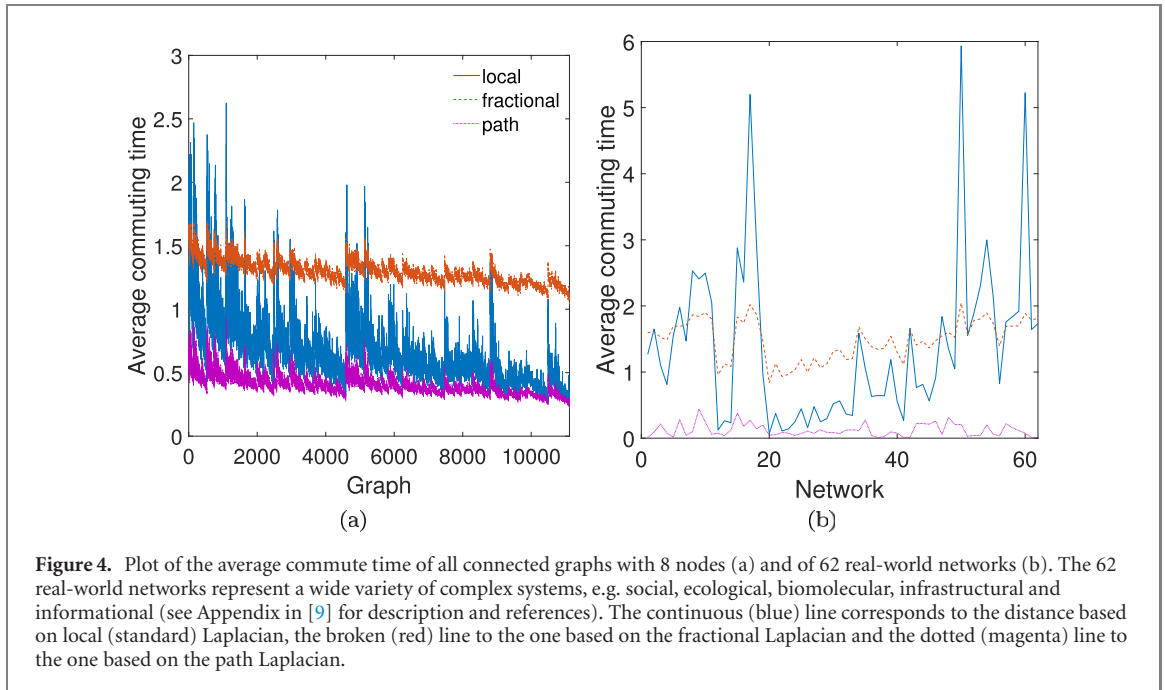 3
2.5
2
1.5
1
0.5
0
Average commuting time
local
fractional
path
0
2000
4000
6000
8000
10000
Graph
(a)
6
5
4
3
2
1
0
Average commuting time
0
20
40
60
Network
(b)
Figure 4. Plot of the average commute time of all connected graphs with 8 nodes (a) and of 62 real-world networks (b). The 62
real-world networks represent a wide variety of complex systems, e.g. social, ecological, biomolecular, infrastructural and
informational (see Appendix in [9] for description and references). The continuous (blue) line corresponds to the distance based
on local (standard) Laplacian, the broken (red) line to the one based on the fractional Laplacian and the dotted (magenta) line to
the one based on the path Laplacian.